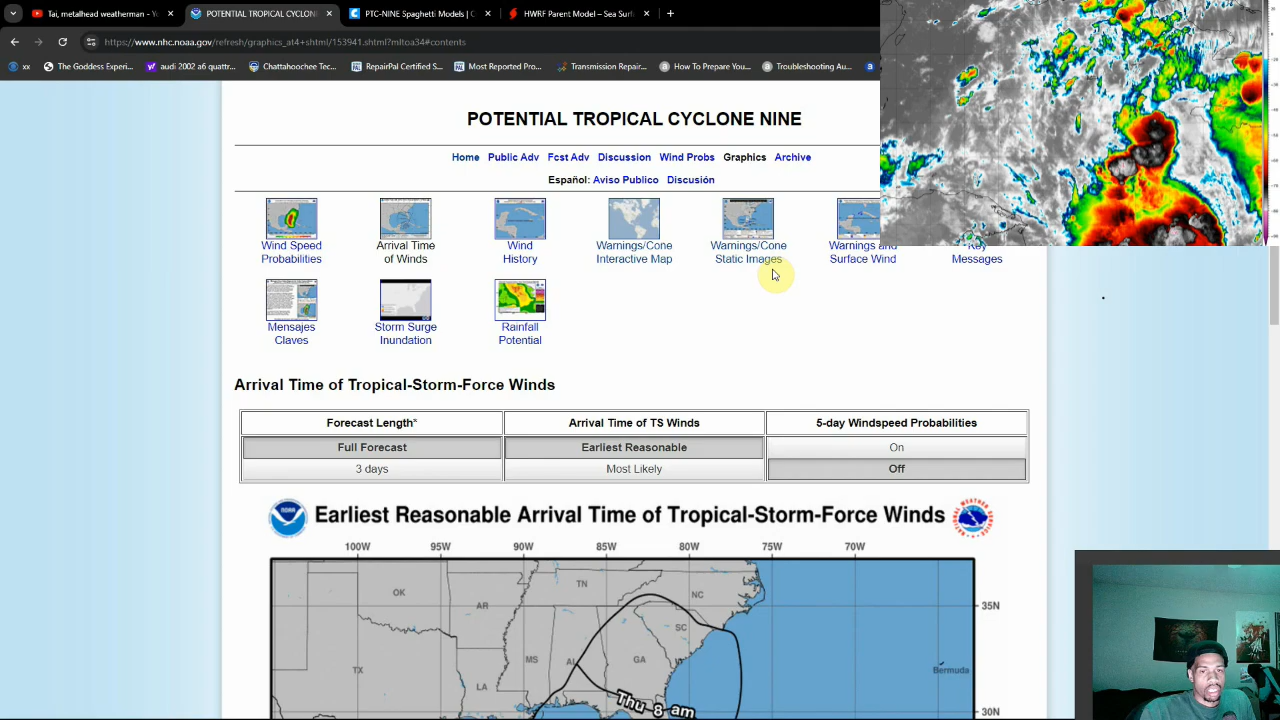 Tai, metalhead weatherman - Yo
POTENTIAL TROPICAL CYCLONE
PTC-NINE Spaghetti Models | C
HWRF Parent Model – Sea Surf
https://www.nhc.noaa.gov/refresh/graphics_at4+shtml/153941.shtml?mltoa34#contents
xx
The Goodest Experi...
audi 2002 a6 quattr...
Chattahoochee Tec...
RepairPal Certified S...
Most Reported Pro...
Transmission Repair...
How To Prepare You...
Troubleshooting Au...
POTENTIAL TROPICAL CYCLONE NINE
Home Public Adv Fcst Adv Discussion Wind Probs Graphics Archive
Español: Aviso Publico Discusión
Wind Speed
Probabilities
Arrival Time
of Winds
Wind
History
Warnings/Cone
Interactive Map
Warnings/Cone
Static Images
Warnings and
Surface Wind
Key
Messages
Mensajes
Claves
Storm Surge
Inundation
Rainfall
Potential
Arrival Time of Tropical-Storm-Force Winds
Forecast Length* Arrival Time of TS Winds 5-day Windspeed Probabilities
Full Forecast Earliest Reasonable On
3 days Most Likely Off
NOAA
Earliest Reasonable Arrival Time of Tropical-Storm-Force Winds
100W 95W 90W 85W 80W 75W 70W
OK
AR
TN
NC
35N
SC
TX
LA
MS
AL
GA
Bermuda
Thu 8 am
30N